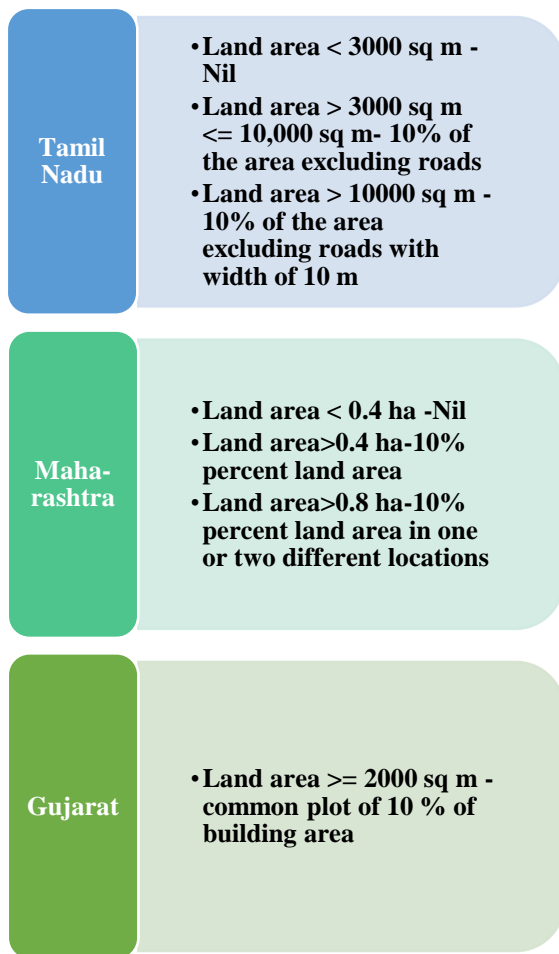 Tamil
Nadu
•Land area < 3000 sq m -
Nil
•Land area > 3000 sq m
<= 10,000 sq m- 10% of
the area excluding roads
•Land area > 10000 sq m -
10% of the area
excluding roads with
width of 10 m
Maha-
rashtra
•Land area < 0.4 ha -Nil
•Land area>0.4 ha-10%
percent land area
•Land area>0.8 ha-10%
percent land area in one
or two different locations
Gujarat
•Land area >= 2000 sq m -
common plot of 10 % of
building area